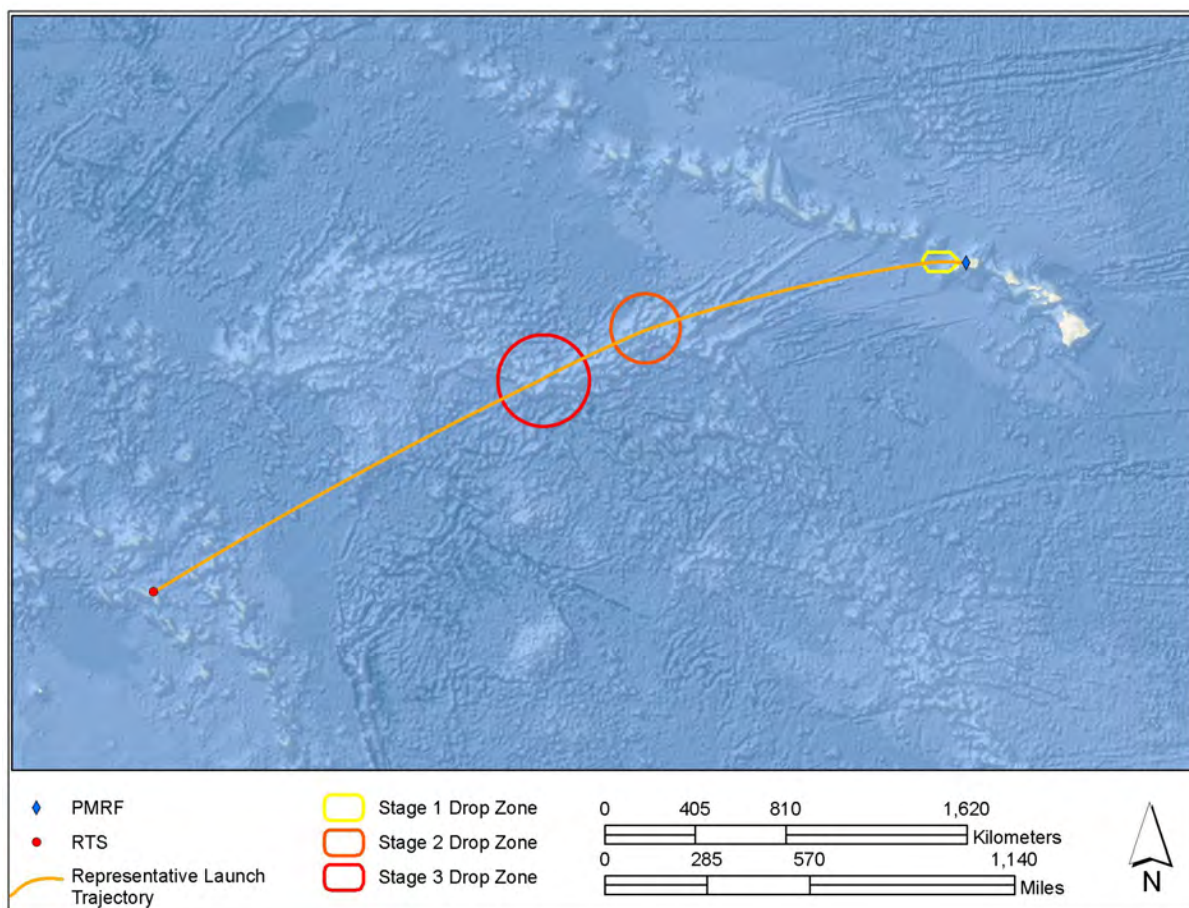 PMRF
RTS
Representative Launch
Trajectory
Stage 1 Drop Zone
Stage 2 Drop Zone
Stage 3 Drop Zone
0 405 810 1,620
Kilometers
0 285 570 1,140
Miles
N